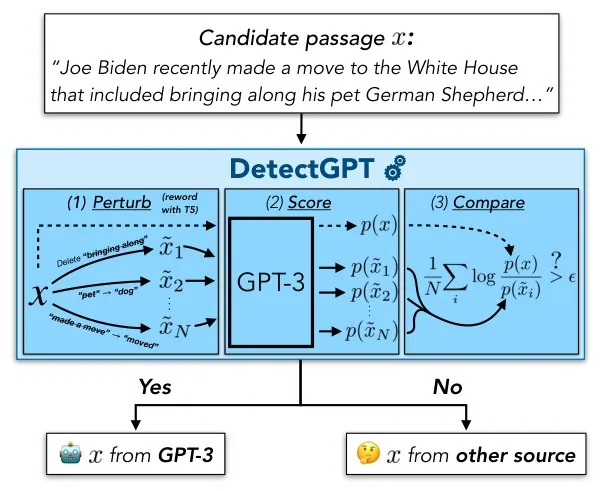 Candidate passage x:
“Joe Biden recently made a move to the White House
that included bringing along his pet German Shepherd…”
DetectGPT
(1) Perturb (reword
with T5)
x
Delete “bringing along”
“pet” → “dog”
“made a move” → “moved”
x̃₁
x̃₂
⋮
x̃N
(2) Score
GPT-3
p(x)
p(x̃₁)
p(x̃₂)
⋮
p(x̃N)
(3) Compare
1/N ∑ᵢ log p(x)/p(x̃ᵢ) >? ϵ
Yes
No
🤖 x from GPT-3
🤔 x from other source